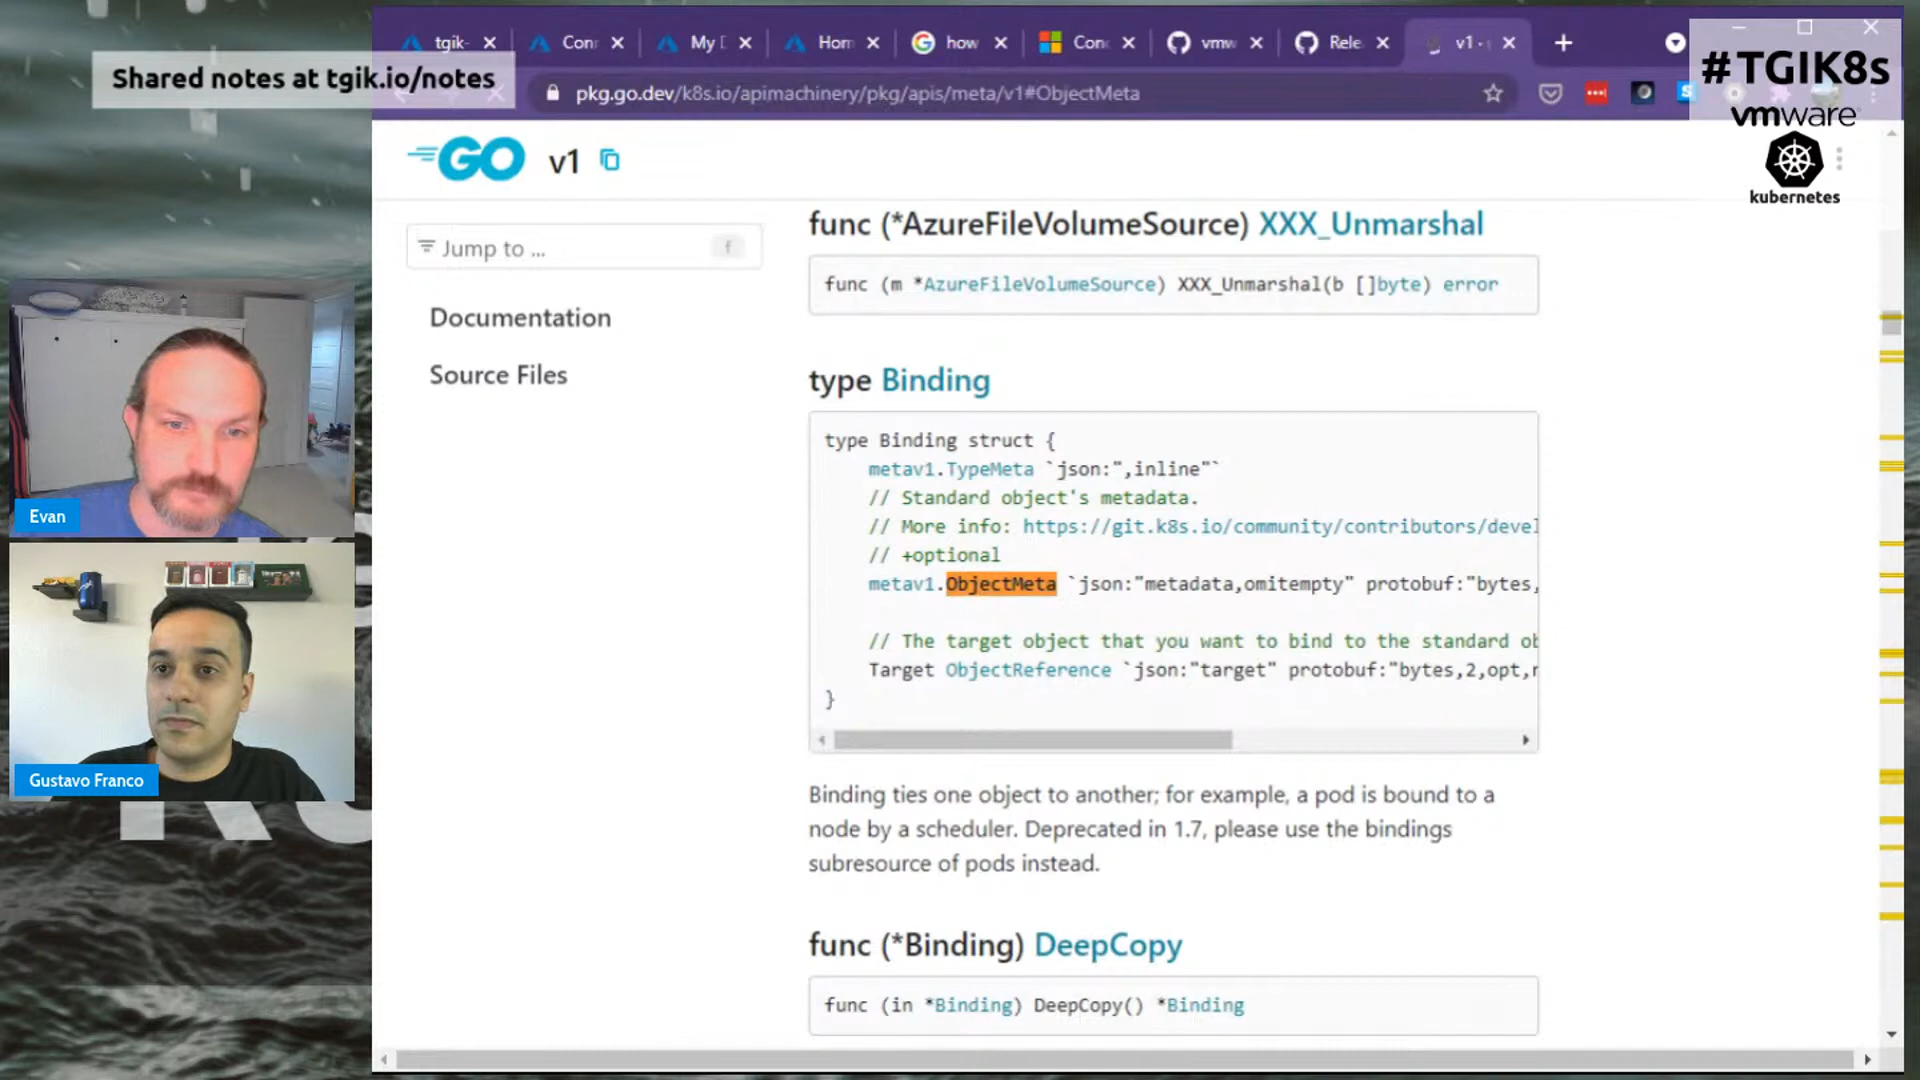 tgik-
Con
My D
Hom
how
Con
vmw
Rele
v1 -
Shared notes at tgik.io/notes
pkg.go.dev/k8s.io/apimachinery/pkg/apis/meta/v1#ObjectMeta
#TGIK8s
vmware
kubernetes
GO v1
Jump to ... f
Documentation
Source Files
func (*AzureFileVolumeSource) XXX_Unmarshal
func (m *AzureFileVolumeSource) XXX_Unmarshal(b []byte) error
type Binding
type Binding struct {
metav1.TypeMeta `json:",inline"`
// Standard object's metadata.
// More info: https://git.k8s.io/community/contributors/devel
// +optional
metav1.ObjectMeta `json:"metadata,omitempty" protobuf:"bytes,
// The target object that you want to bind to the standard ob
Target ObjectReference `json:"target" protobuf:"bytes,2,opt,n
}
Binding ties one object to another; for example, a pod is bound to a
node by a scheduler. Deprecated in 1.7, please use the bindings
subresource of pods instead.
func (*Binding) DeepCopy
func (in *Binding) DeepCopy() *Binding
Evan
Gustavo Franco